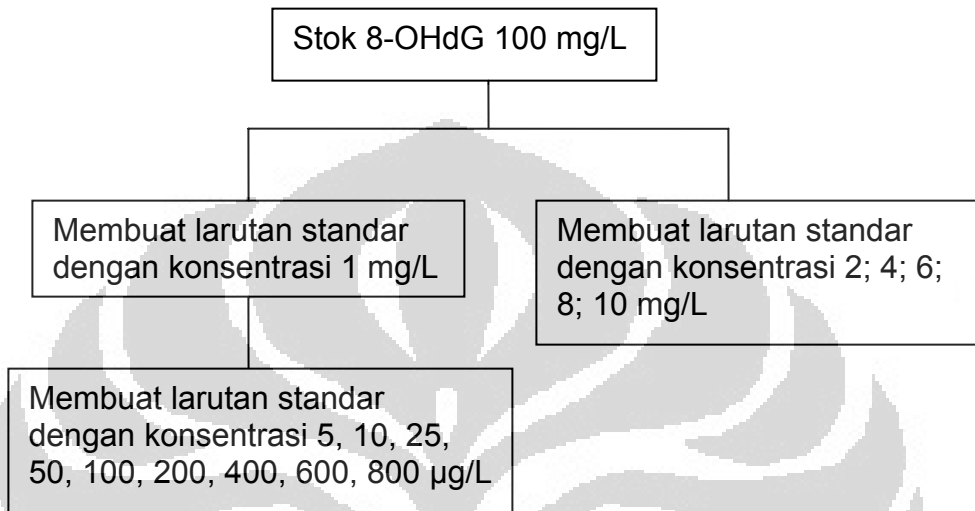 Stok 8-OHdG 100 mg/L
Membuat larutan standar
dengan konsentrasi 1 mg/L
Membuat larutan standar
dengan konsentrasi 2; 4; 6;
8; 10 mg/L
Membuat larutan standar
dengan konsentrasi 5, 10, 25,
50, 100, 200, 400, 600, 800 µg/L